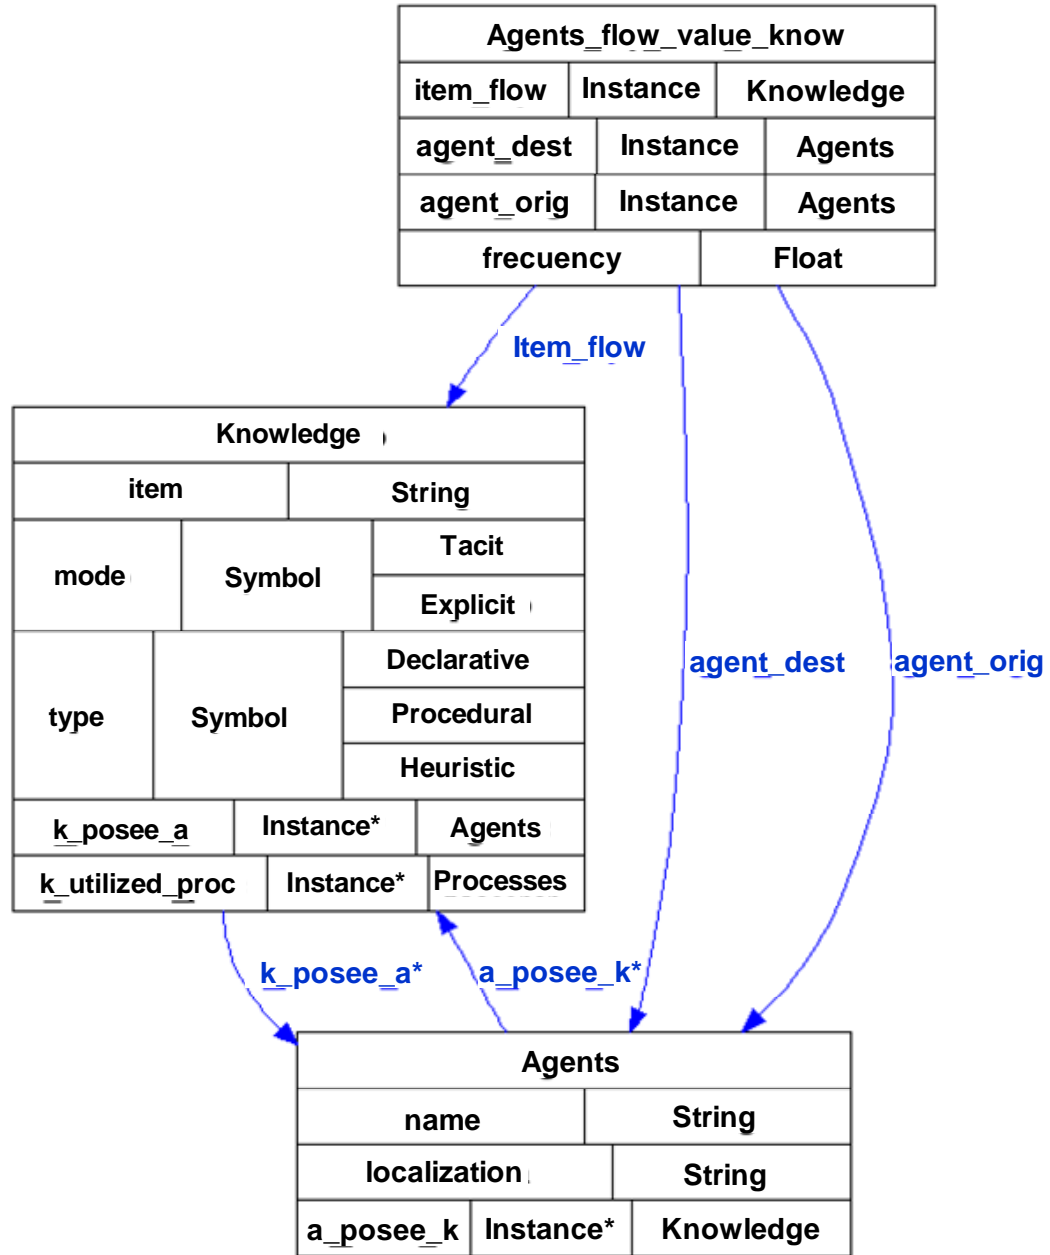 Agents_flow_value_know
item_flow Instance Knowledge
agent_dest Instance Agents
agent_orig Instance Agents
frecuency Float
Item_flow
Knowledge
item String
mode Symbol Tacit
Explicit
type Symbol Declarative
Procedural
Heuristic
k_posee_a Instance* Agents
k_utilized_proc Instance* Processes
agent_dest agent_orig
k_posee_a* a_posee_k*
Agents
name String
localization String
a_posee_k Instance* Knowledge